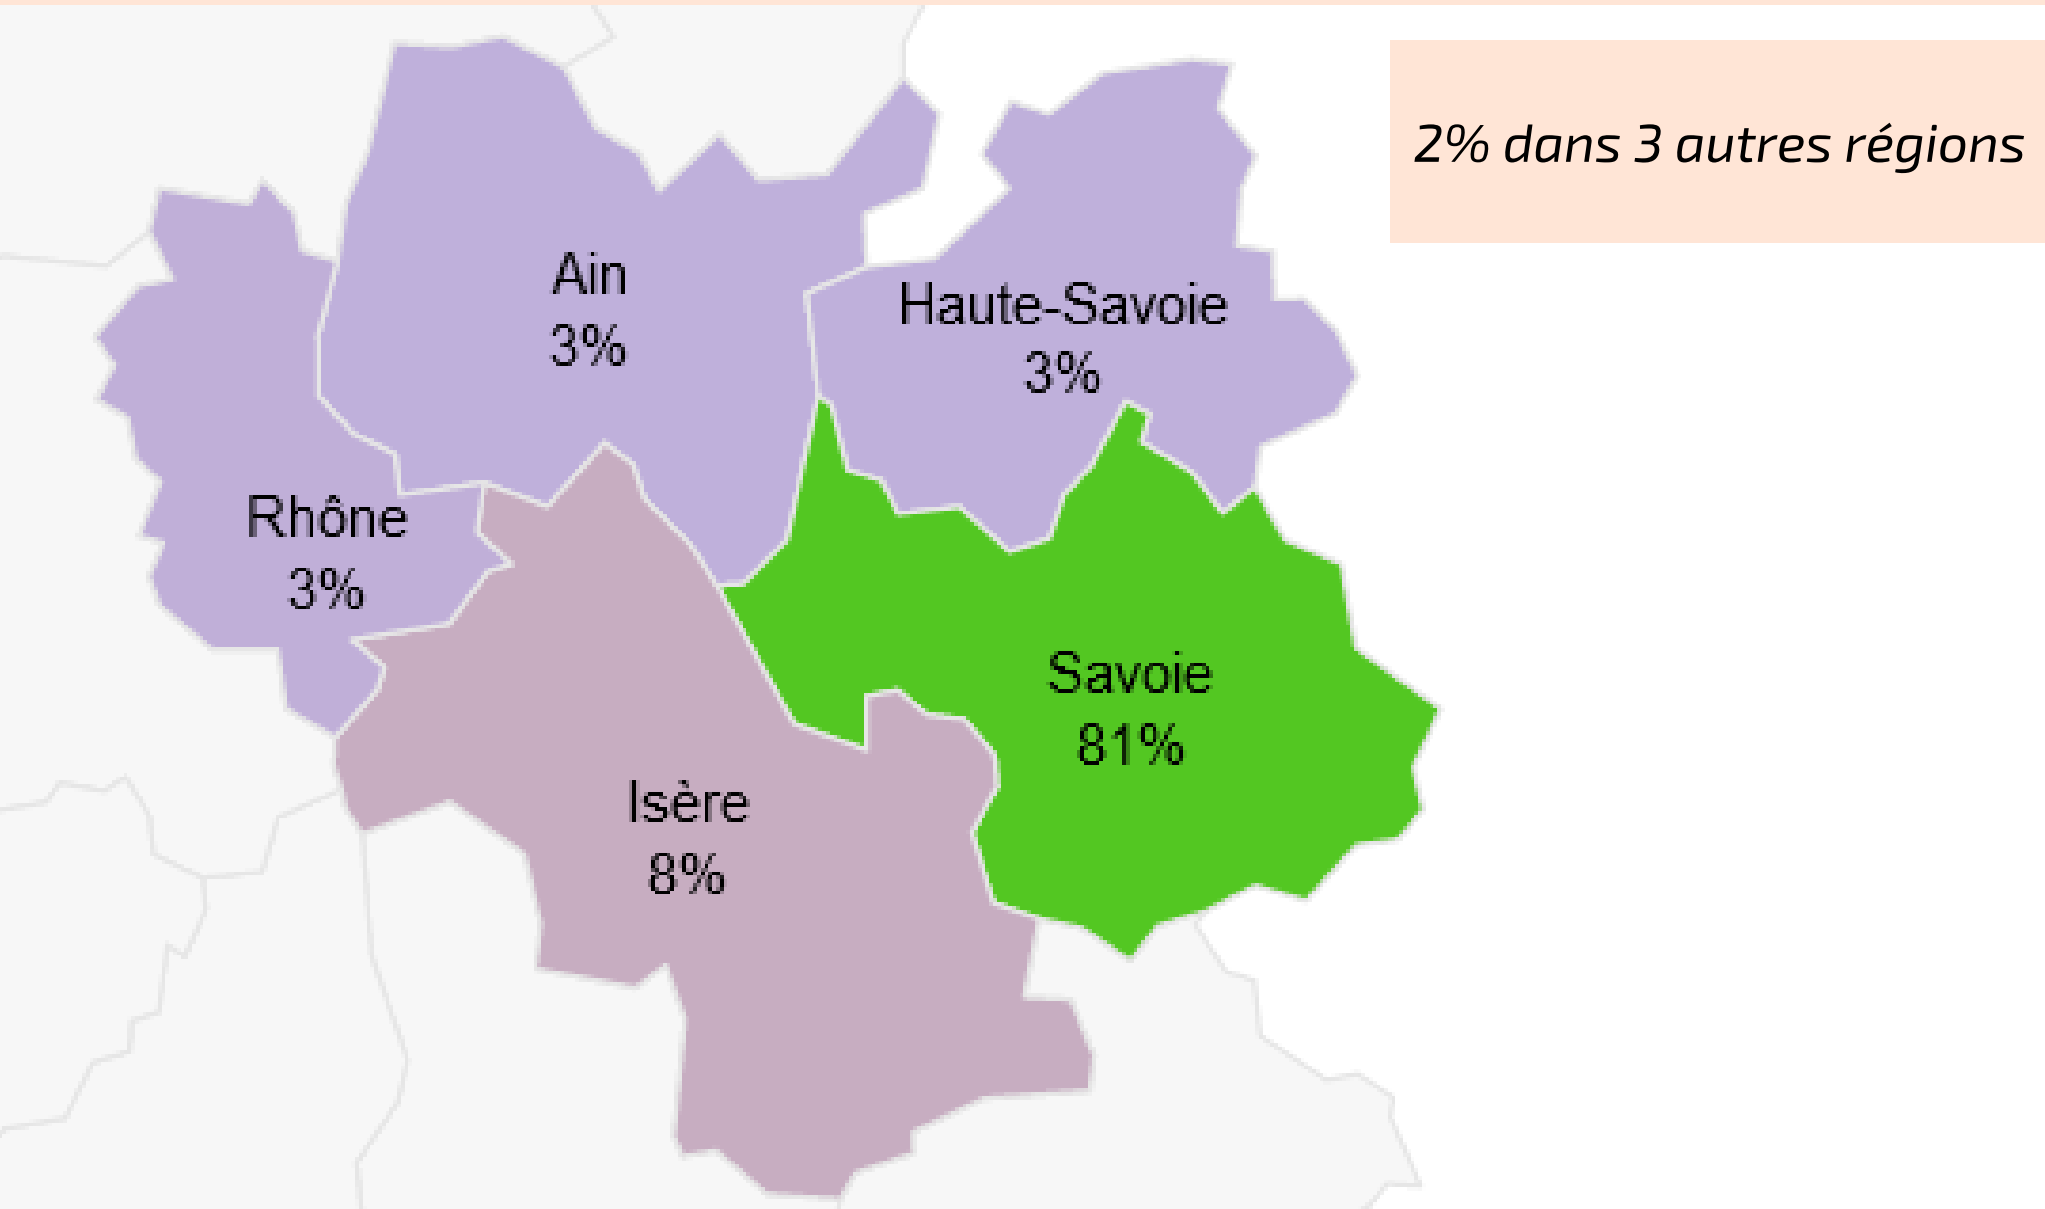 2% dans 3 autres régions
Ain
3%
Haute-Savoie
3%
Rhône
3%
Savoie
81%
Isère
8%